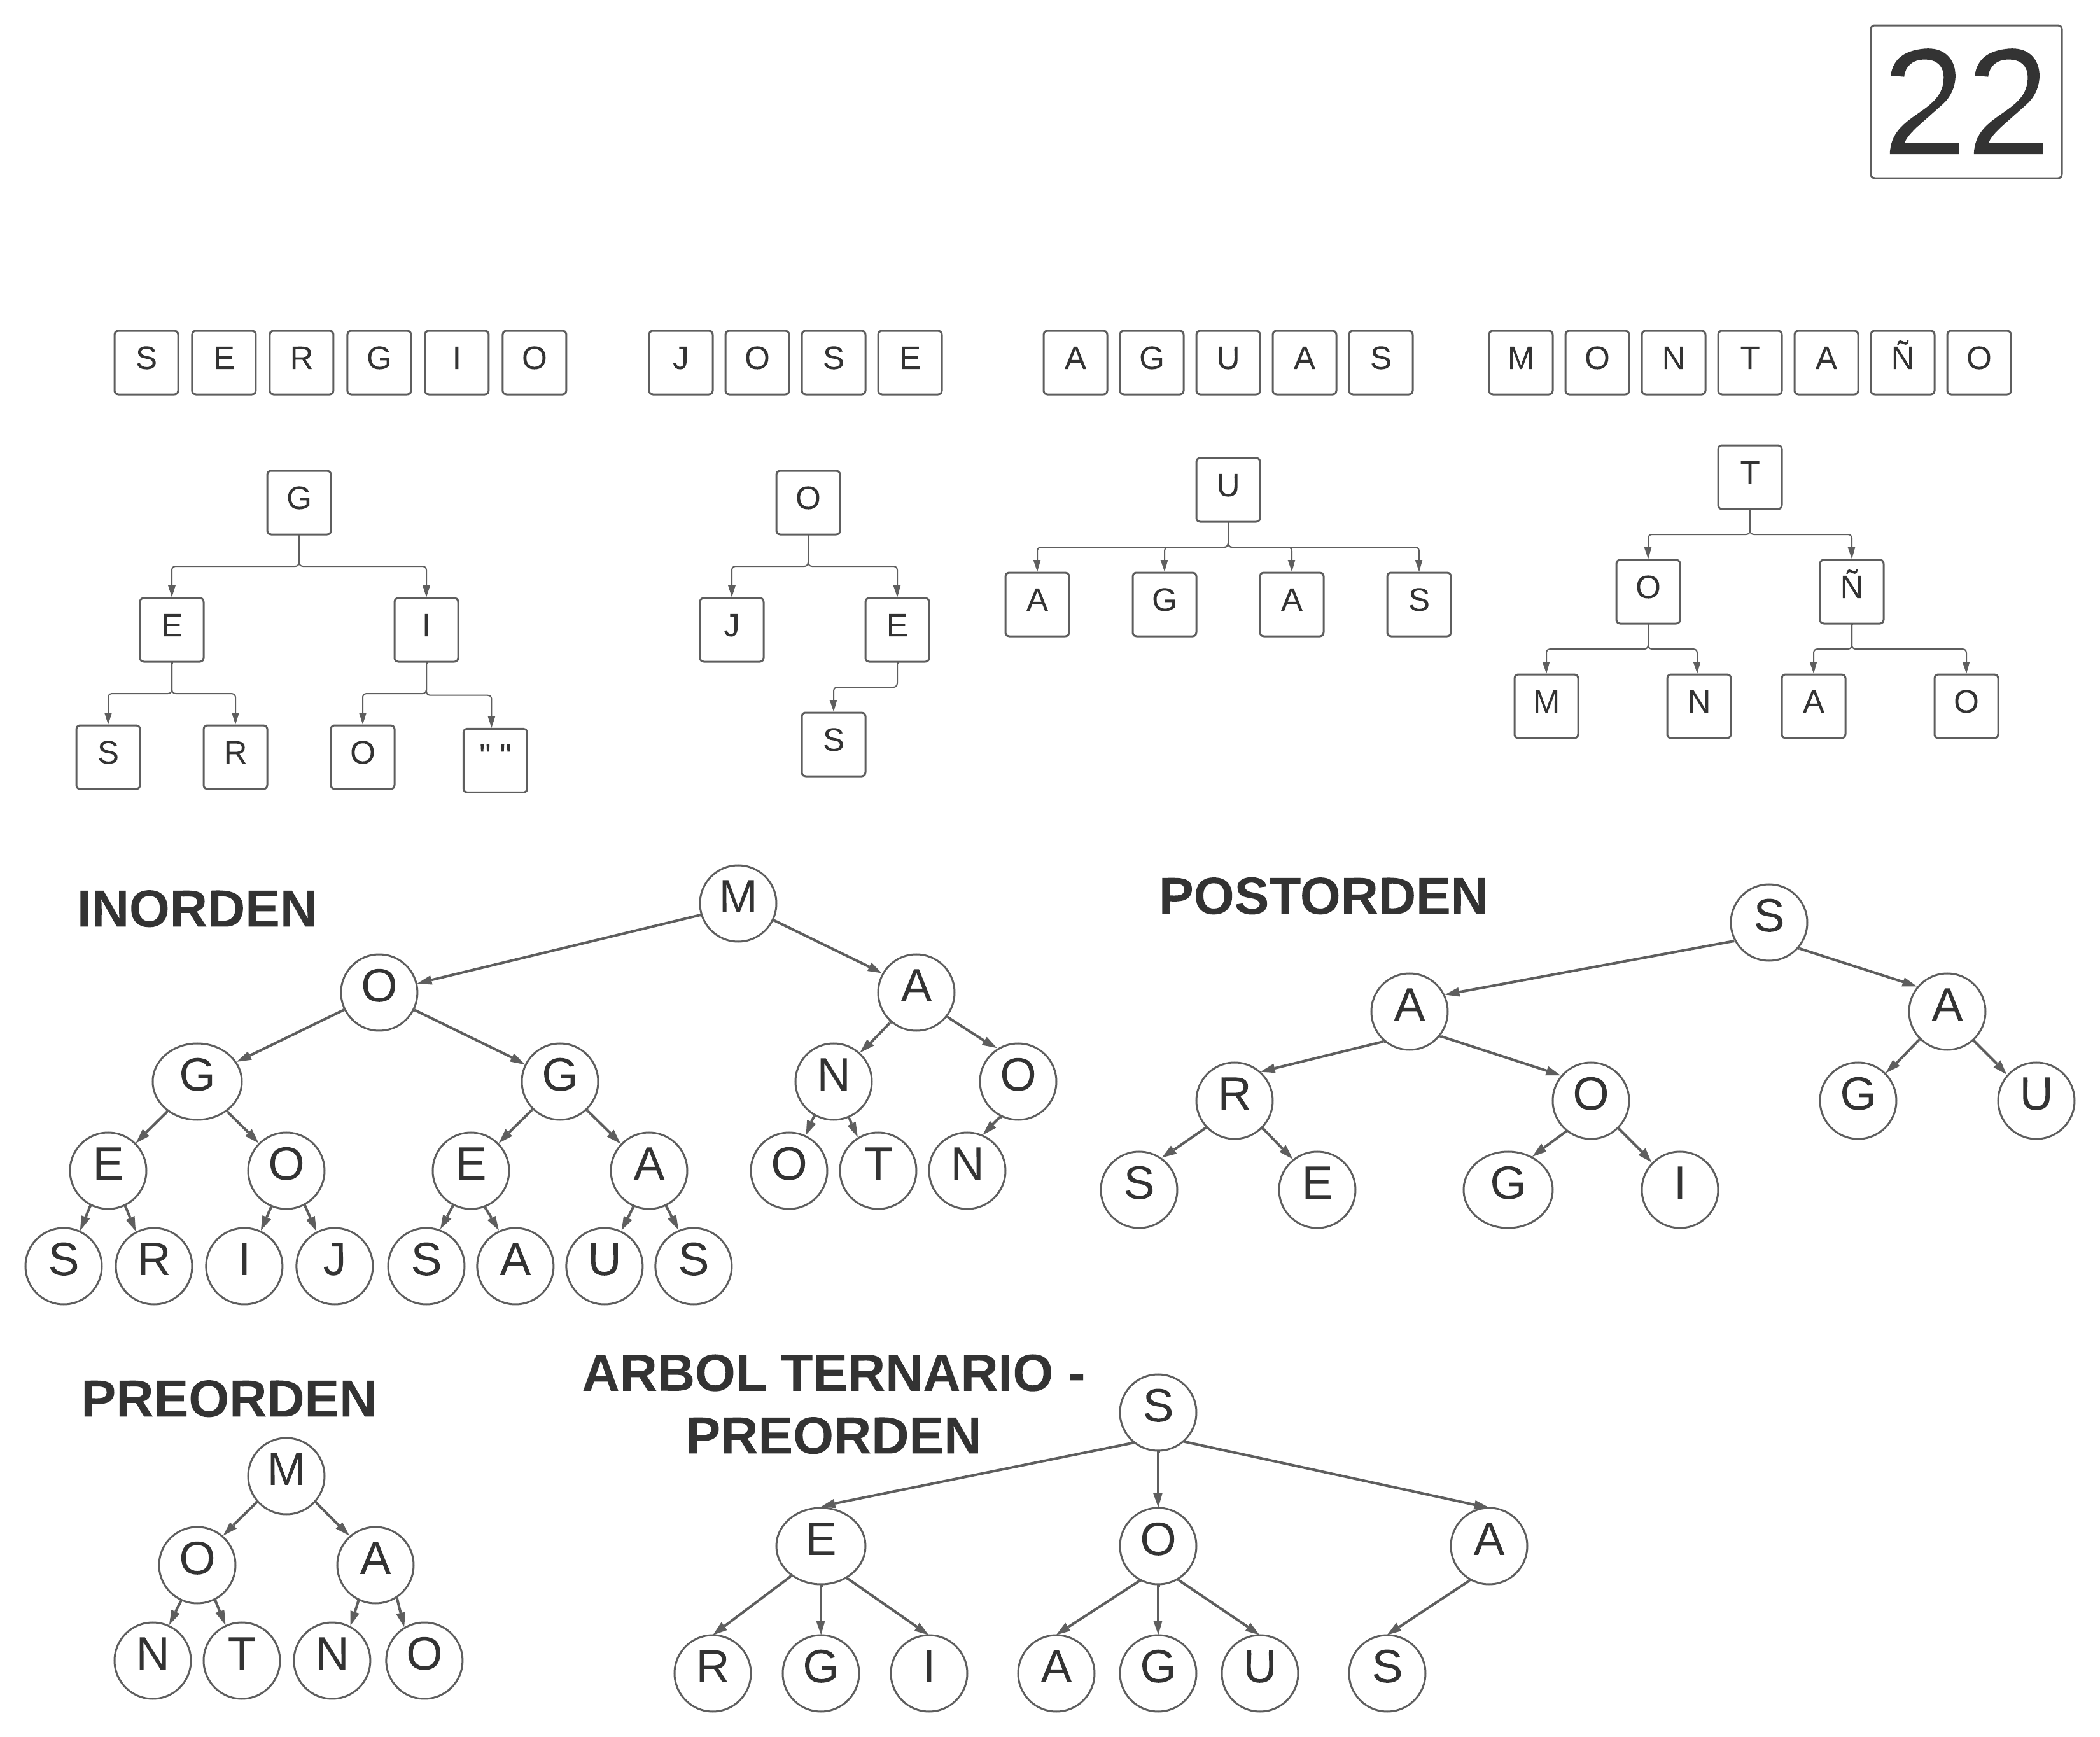 22
S E R G I O J O S E A G U A S M O N T A Ñ O
T
U
G O
O Ñ
A G A S
E I J E
M N A O
S
S R O " "
M
INORDEN POSTORDEN S
O A A A
G G N O R O G U
E O E A O T N S E G I
S R I J S A U S
ARBOL TERNARIO -
PREORDEN
S
PREORDEN
M
E O A
O A
N T N O R G I A G U S